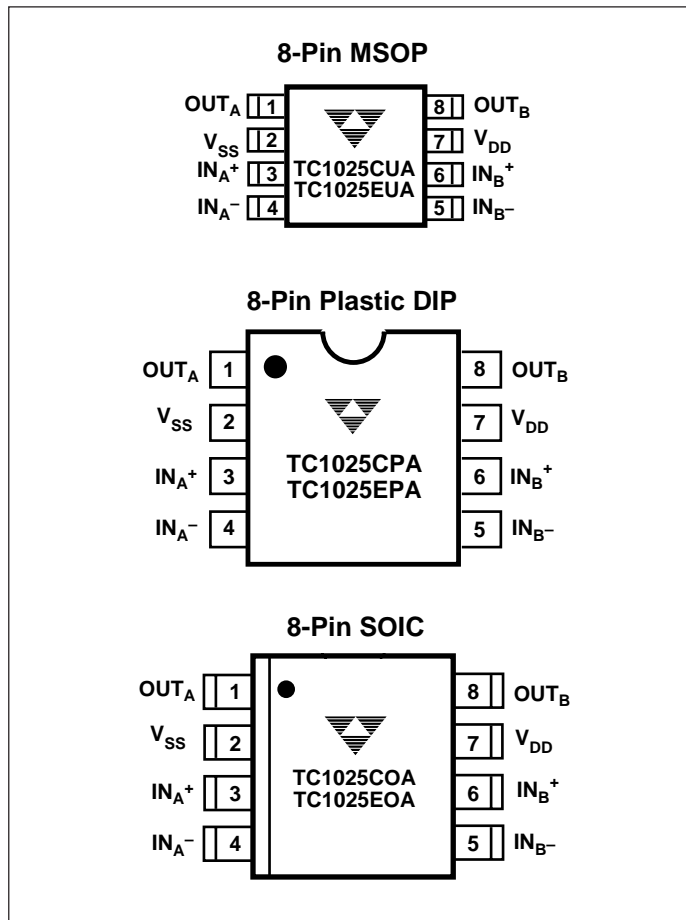 8-Pin MSOP
OUTA 1 8 OUTB
VSS 2 7 VDD
INA+ 3 6 INB+
INA– 4 5 INB–
TC1025CUA
TC1025EUA
8-Pin Plastic DIP
OUTA 1 8 OUTB
VSS 2 7 VDD
INA+ 3 6 INB+
INA– 4 5 INB–
TC1025CPA
TC1025EPA
8-Pin SOIC
OUTA 1 8 OUTB
VSS 2 7 VDD
INA+ 3 6 INB+
INA– 4 5 INB–
TC1025COA
TC1025EOA